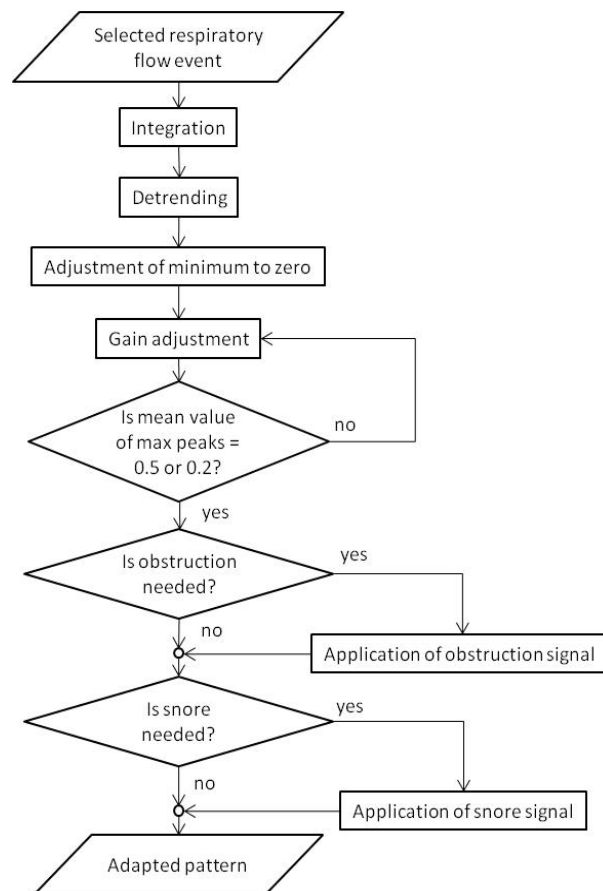 Selected respiratory
flow event
Integration
Detrending
Adjustment of minimum to zero
Gain adjustment
Is mean value
of max peaks =
0.5 or 0.2?
no
yes
Is obstruction
needed?
yes
no
Application of obstruction signal
Is snore
needed?
yes
no
Application of snore signal
Adapted pattern